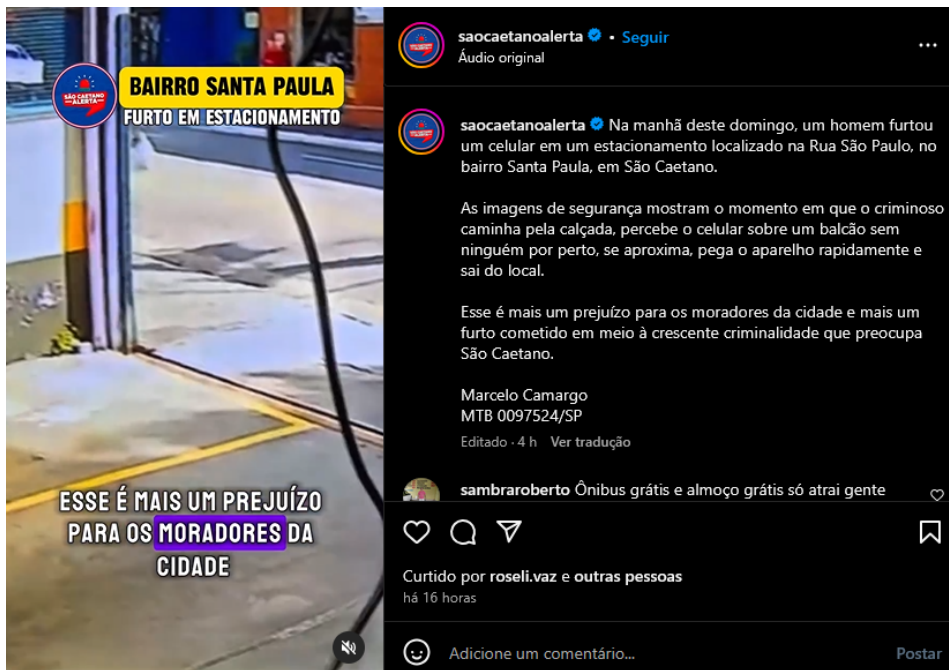 SÃO CAETANO
ALERTA
BAIRRO SANTA PAULA
FURTO EM ESTACIONAMENTO
ESSE É MAIS UM PREJUÍZO
PARA OS MORADORES DA
CIDADE
saocaetanoalerta • Seguir
Áudio original
saocaetanoalerta Na manhã deste domingo, um homem furtou
um celular em um estacionamento localizado na Rua São Paulo, no
bairro Santa Paula, em São Caetano.
As imagens de segurança mostram o momento em que o criminoso
caminha pela calçada, percebe o celular sobre um balcão sem
ninguém por perto, se aproxima, pega o aparelho rapidamente e
sai do local.
Esse é mais um prejuízo para os moradores da cidade e mais um
furto cometido em meio à crescente criminalidade que preocupa
São Caetano.
Marcelo Camargo
MTB 0097524/SP
Editado · 4 h Ver tradução
sambraroberto Ônibus grátis e almoço grátis só atrai gente
Curtido por roseli.vaz e outras pessoas
há 16 horas
Adicione um comentário...
Postar